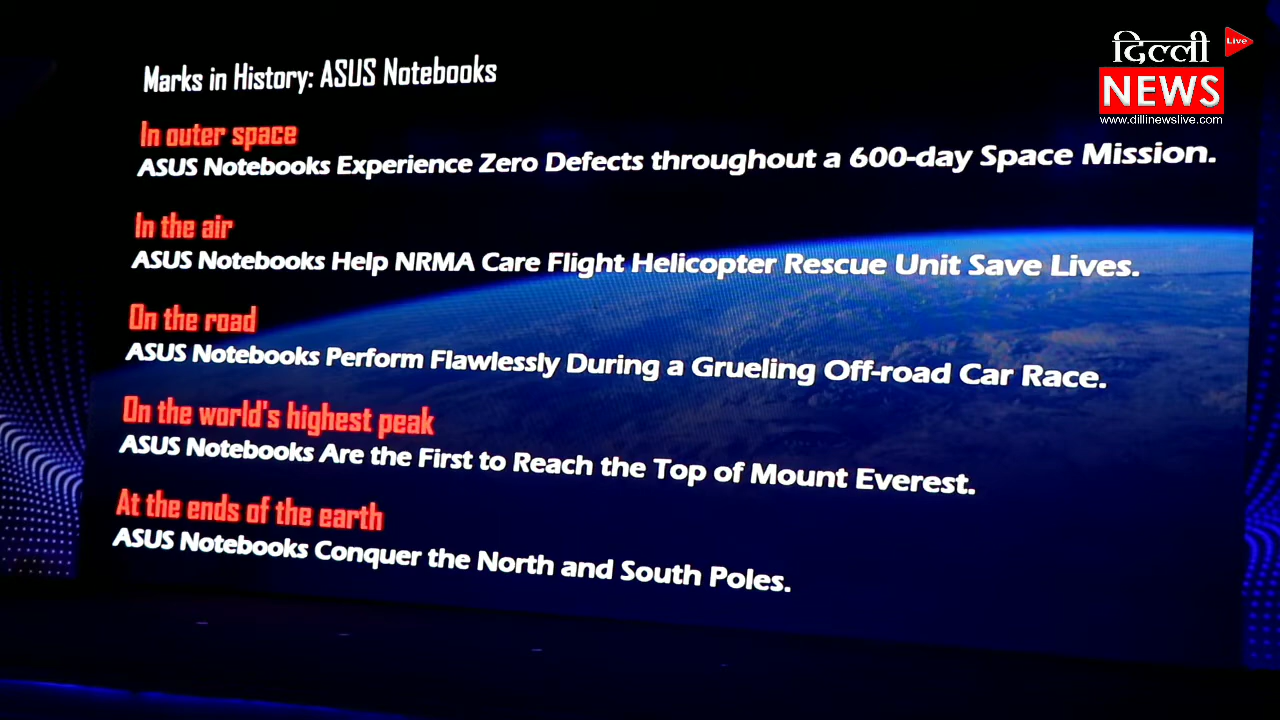 Marks in History: ASUS Notebooks
In outer space
ASUS Notebooks Experience Zero Defects throughout a 600-day Space Mission.
In the air
ASUS Notebooks Help NRMA Care Flight Helicopter Rescue Unit Save Lives.
On the road
ASUS Notebooks Perform Flawlessly During a Grueling Off-road Car Race.
On the world's highest peak
ASUS Notebooks Are the First to Reach the Top of Mount Everest.
At the ends of the earth
ASUS Notebooks Conquer the North and South Poles.
दिल्ली Live
NEWS
www.dillinewslive.com